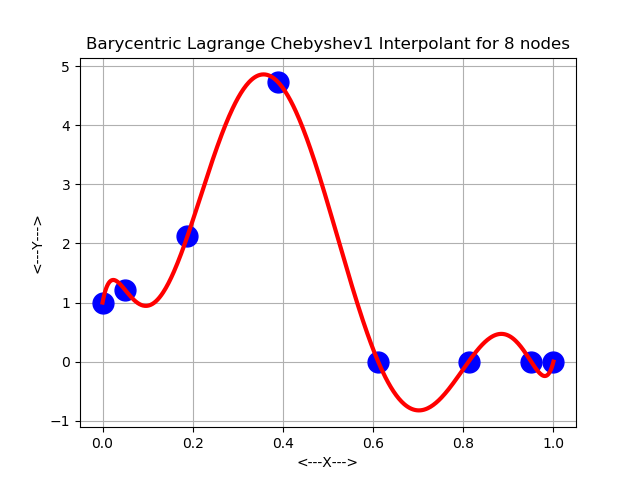 Barycentric Lagrange Chebyshev1 Interpolant for 8 nodes
5
4
3
2
1
0
−1
<---Y--->
0.0 0.2 0.4 0.6 0.8 1.0
<---X--->